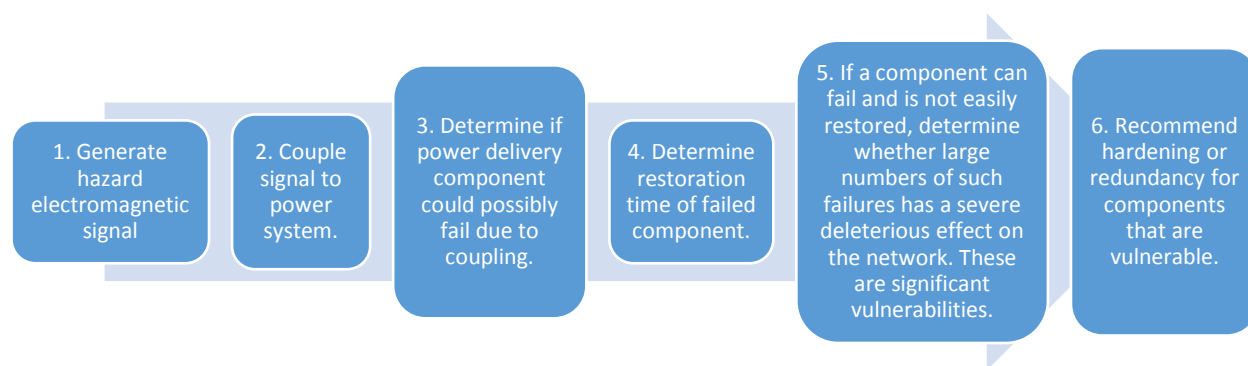 1. Generate
hazard
electromagnetic
signal
2. Couple
signal to
power
system.
3. Determine if
power delivery
component
could possibly
fail due to
coupling.
4. Determine
restoration
time of failed
component.
5. If a component can
fail and is not easily
restored, determine
whether large
numbers of such
failures has a severe
deleterious effect on
the network. These
are significant
vulnerabilities.
6. Recommend
hardening or
redundancy for
components
that are
vulnerable.